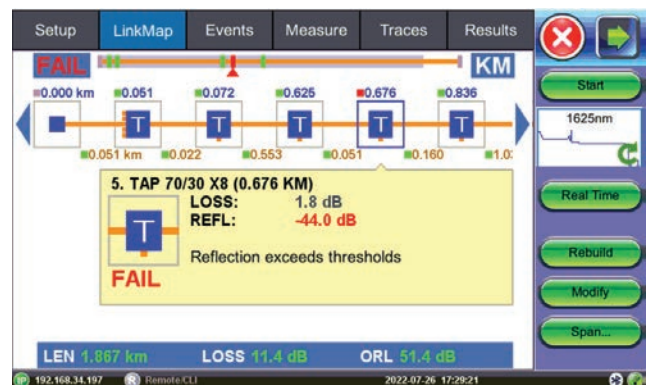 Setup LinkMap Events Measure Traces Results
FAIL KM
0.000 km 0.051 0.072 0.625 0.676 0.836
T T T T T
0.051 km 0.022 0.553 0.051 0.160
5. TAP 70/30 X8 (0.676 KM)
LOSS: 1.8 dB
REFL: -44.0 dB
T
Reflection exceeds thresholds
FAIL
LEN 1.867 km LOSS 11.4 dB ORL 51.4 dB
IP 192.168.34.197 R Remote/CLI 2022-07-26 17:29:21
Start
1625nm
Real Time
Rebuild
Modify
Span...